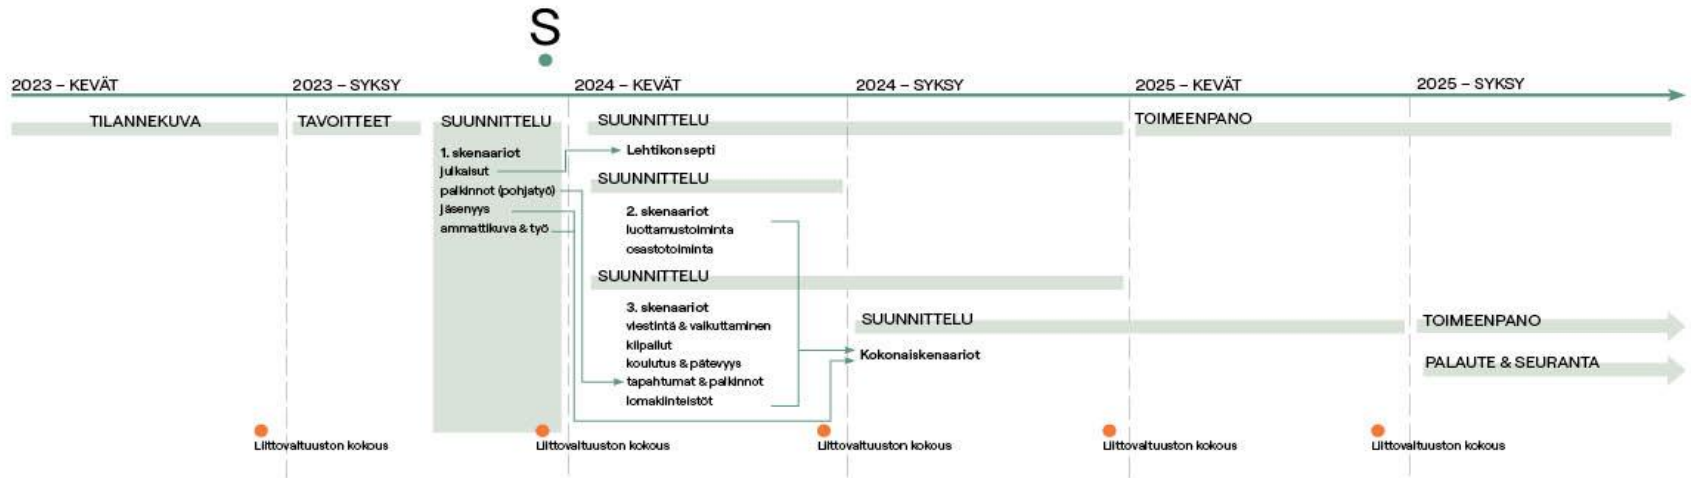 S
2023 – KEVÄT
2023 – SYKSY
2024 – KEVÄT
2024 – SYKSY
2025 – KEVÄT
2025 – SYKSY
TILANNEKUVA
TAVOITTEET
SUUNNITTELU
1. skenaariot
julkaisut
palkinnot (pohjatyö)
jäsenyys
ammattikuva & työ
SUUNNITTELU
Lehtikonsepti
SUUNNITTELU
2. skenaariot
luottamustoiminta
osastotoiminta
SUUNNITTELU
3. skenaariot
viestintä & vaikuttaminen
kilpailut
koulutus & pätevyys
tapahtumat & palkinnot
lomakiinteistöt
SUUNNITTELU
Kokonaiskenaariot
TOIMEENPANO
TOIMEENPANO
PALAUTE & SEURANTA
Liittovaltuuston kokous
Liittovaltuuston kokous
Liittovaltuuston kokous
Liittovaltuuston kokous
Liittovaltuuston kokous